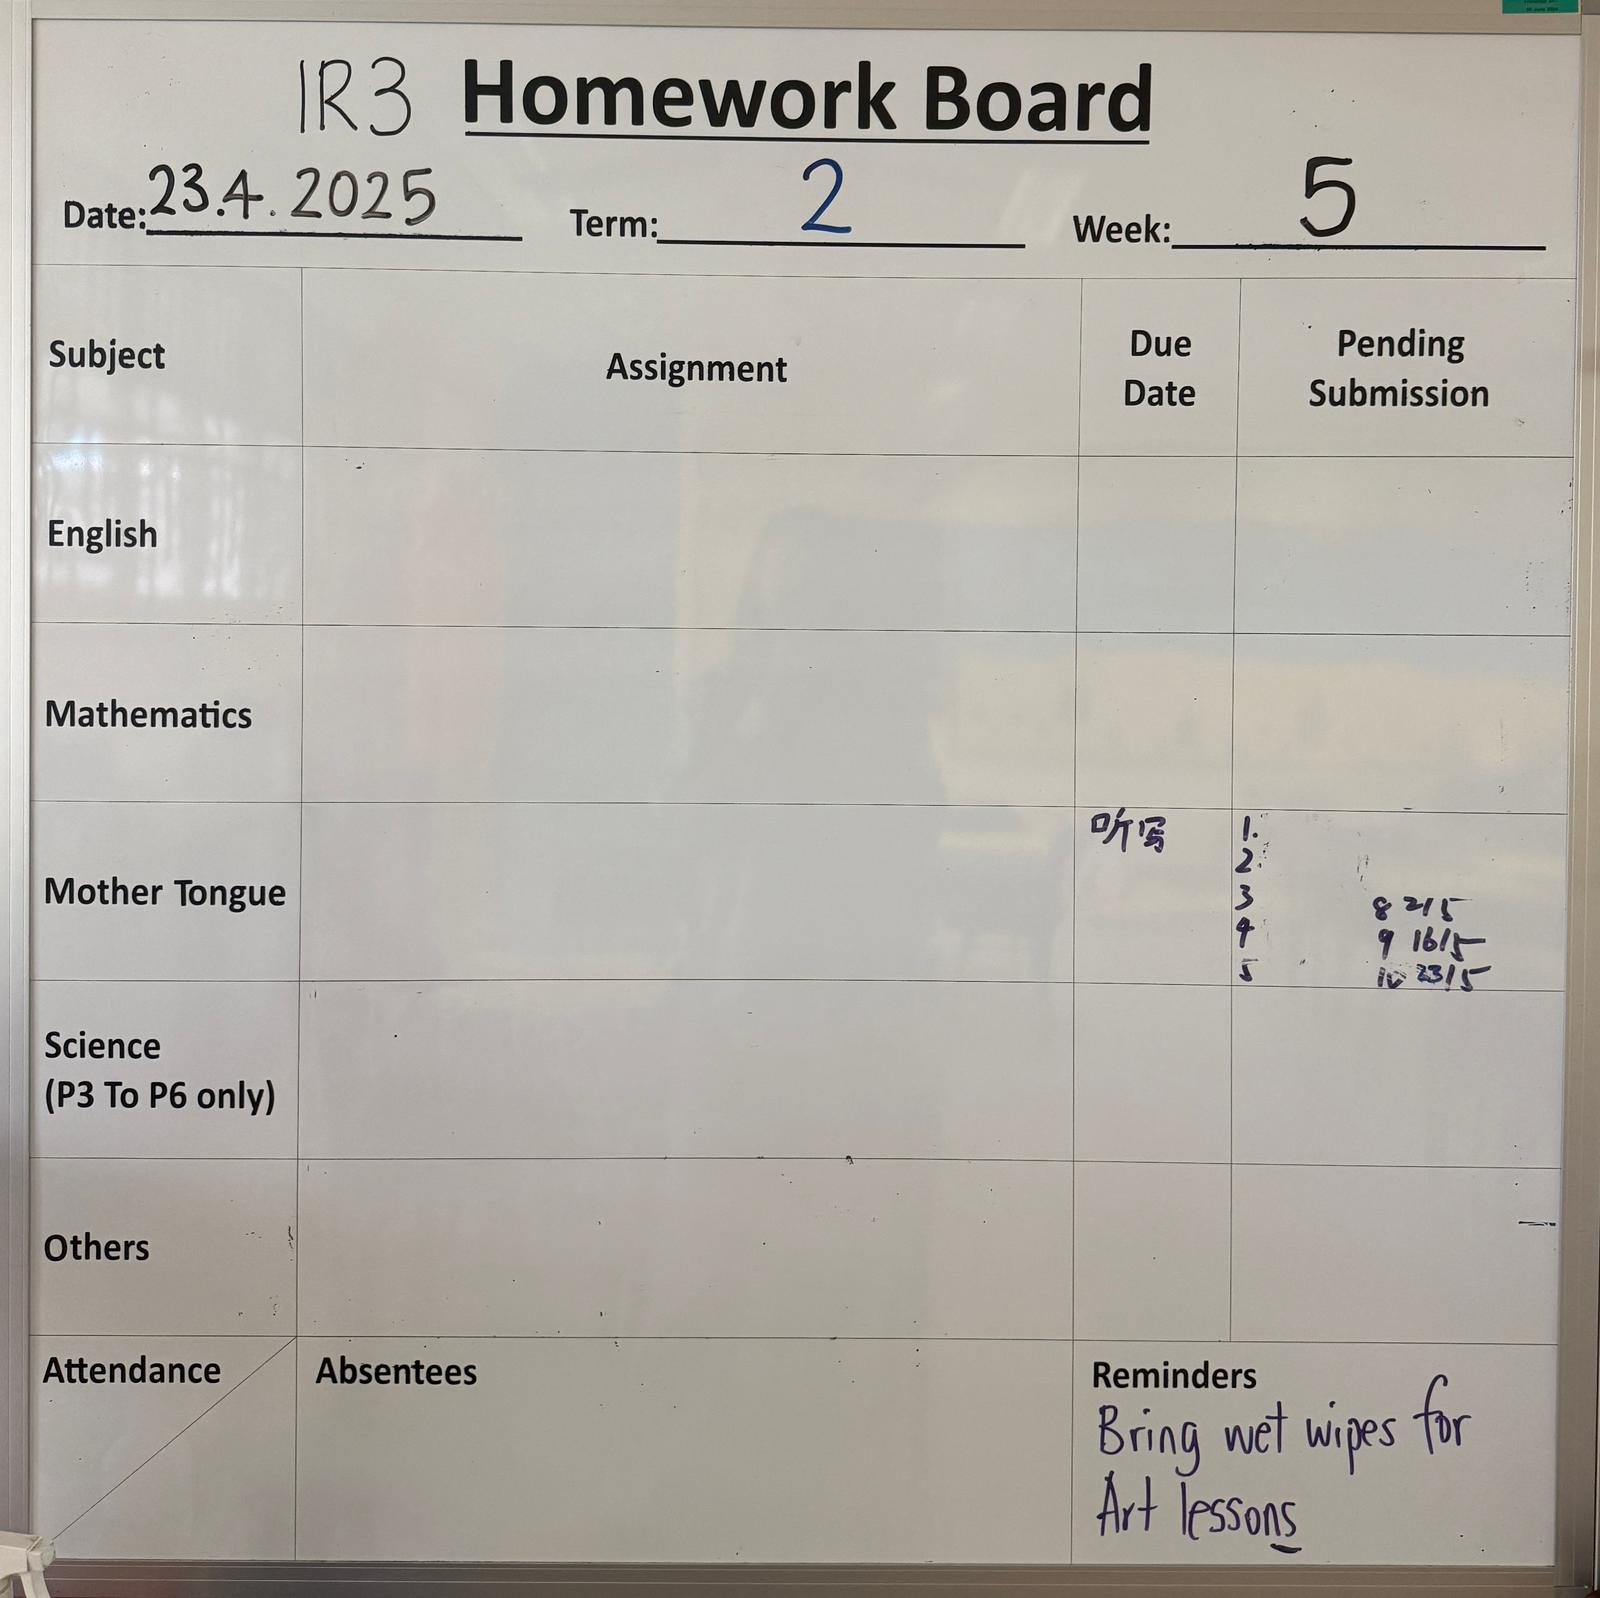 1R3 Homework Board
Date: 23.4.2025 Term: 2 Week: 5
Subject Assignment Due Date Pending Submission
English
Mathematics
Mother Tongue 听写 1.
2.
3 8 2/5
4 9 16/5
5 10 23/5
Science
(P3 To P6 only)
Others
Attendance Absentees Reminders
Bring wet wipes for
Art lessons